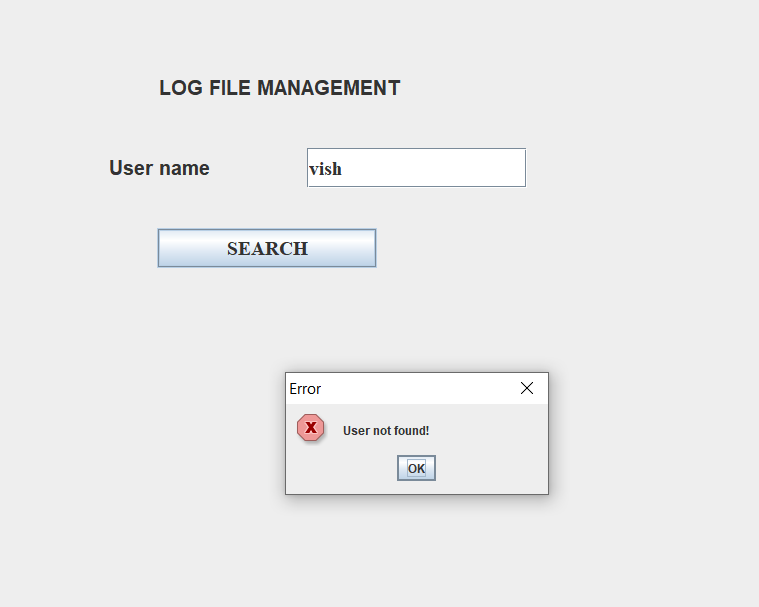 LOG FILE MANAGEMENT
User name
vish
SEARCH
Error
User not found!
OK